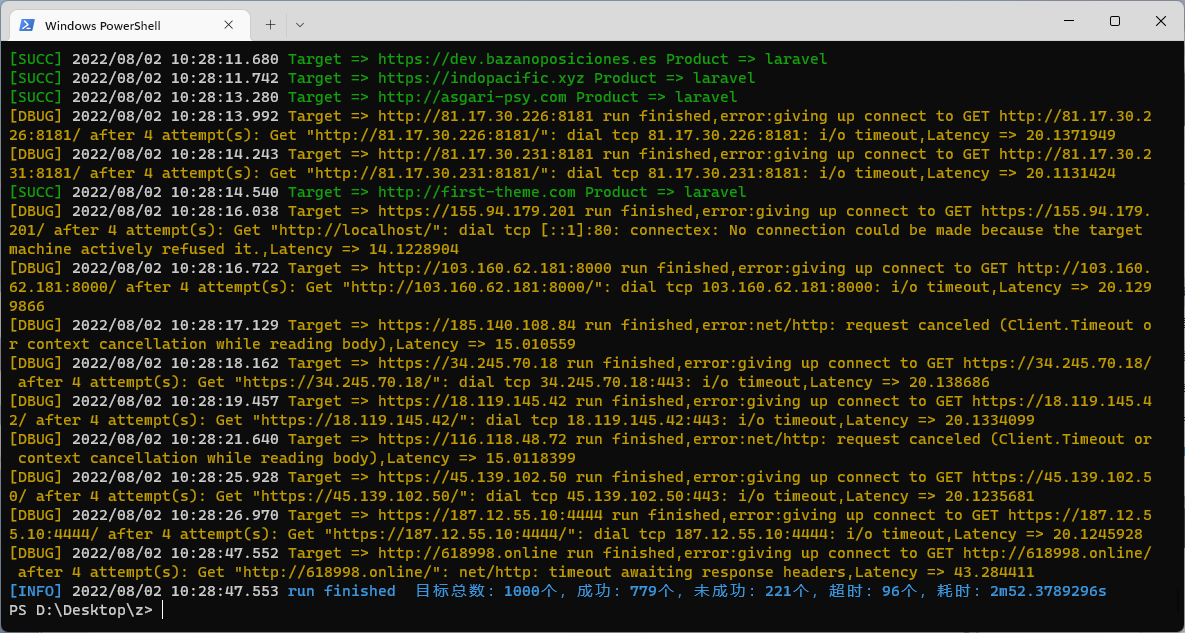 Windows PowerShell
[SUCC] 2022/08/02 10:28:11.680 Target => https://dev.bazanoposiciones.es Product => laravel
[SUCC] 2022/08/02 10:28:11.742 Target => https://indopacific.xyz Product => laravel
[SUCC] 2022/08/02 10:28:13.280 Target => http://asgari-psy.com Product => laravel
[DBUG] 2022/08/02 10:28:13.992 Target => http://81.17.30.226:8181 run finished,error:giving up connect to GET http://81.17.30.2
26:8181/ after 4 attempt(s): Get "http://81.17.30.226:8181/": dial tcp 81.17.30.226:8181: i/o timeout,Latency => 20.1371949
[DBUG] 2022/08/02 10:28:14.243 Target => http://81.17.30.231:8181 run finished,error:giving up connect to GET http://81.17.30.2
31:8181/ after 4 attempt(s): Get "http://81.17.30.231:8181/": dial tcp 81.17.30.231:8181: i/o timeout,Latency => 20.1131424
[SUCC] 2022/08/02 10:28:14.540 Target => http://first-theme.com Product => laravel
[DBUG] 2022/08/02 10:28:16.038 Target => https://155.94.179.201 run finished,error:giving up connect to GET https://155.94.179.
201/ after 4 attempt(s): Get "http://localhost/": dial tcp [::1]:80: connectex: No connection could be made because the target
machine actively refused it.,Latency => 14.1228904
[DBUG] 2022/08/02 10:28:16.722 Target => http://103.160.62.181:8000 run finished,error:giving up connect to GET http://103.160.
62.181:8000/ after 4 attempt(s): Get "http://103.160.62.181:8000/": dial tcp 103.160.62.181:8000: i/o timeout,Latency => 20.129
9866
[DBUG] 2022/08/02 10:28:17.129 Target => https://185.140.108.84 run finished,error:net/http: request canceled (Client.Timeout o
r context cancellation while reading body),Latency => 15.010559
[DBUG] 2022/08/02 10:28:18.162 Target => https://34.245.70.18 run finished,error:giving up connect to GET https://34.245.70.18/
after 4 attempt(s): Get "https://34.245.70.18/": dial tcp 34.245.70.18:443: i/o timeout,Latency => 20.138686
[DBUG] 2022/08/02 10:28:19.457 Target => https://18.119.145.42 run finished,error:giving up connect to GET https://18.119.145.4
2/ after 4 attempt(s): Get "https://18.119.145.42/": dial tcp 18.119.145.42:443: i/o timeout,Latency => 20.1334099
[DBUG] 2022/08/02 10:28:21.640 Target => https://116.118.48.72 run finished,error:net/http: request canceled (Client.Timeout or
context cancellation while reading body),Latency => 15.0118399
[DBUG] 2022/08/02 10:28:25.928 Target => https://45.139.102.50 run finished,error:giving up connect to GET https://45.139.102.5
0/ after 4 attempt(s): Get "https://45.139.102.50/": dial tcp 45.139.102.50:443: i/o timeout,Latency => 20.1235681
[DBUG] 2022/08/02 10:28:26.970 Target => https://187.12.55.10:4444 run finished,error:giving up connect to GET https://187.12.5
5.10:4444/ after 4 attempt(s): Get "https://187.12.55.10:4444/": dial tcp 187.12.55.10:4444: i/o timeout,Latency => 20.1245928
[DBUG] 2022/08/02 10:28:47.552 Target => http://618998.online run finished,error:giving up connect to GET http://618998.online/
after 4 attempt(s): Get "http://618998.online/": net/http: timeout awaiting response headers,Latency => 43.284411
[INFO] 2022/08/02 10:28:47.553 run finished 目标总数: 1000个, 成功: 779个, 未成功: 221个, 超时: 96个, 耗时: 2m52.3789296s
PS D:\Desktop\z>